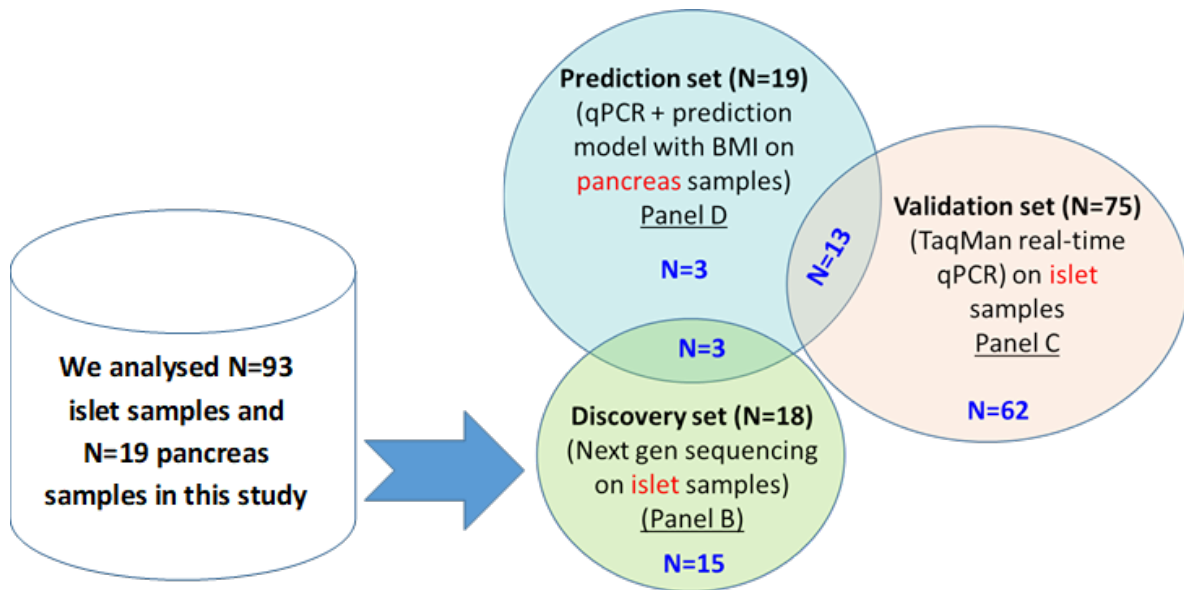 We analysed N=93
islet samples and
N=19 pancreas
samples in this study
Prediction set (N=19)
(qPCR + prediction
model with BMI on
pancreas samples)
Panel D
N=3
N=13
Validation set (N=75)
(TaqMan real-time
qPCR) on islet
samples
Panel C
N=62
N=3
Discovery set (N=18)
(Next gen sequencing
on islet samples)
(Panel B)
N=15